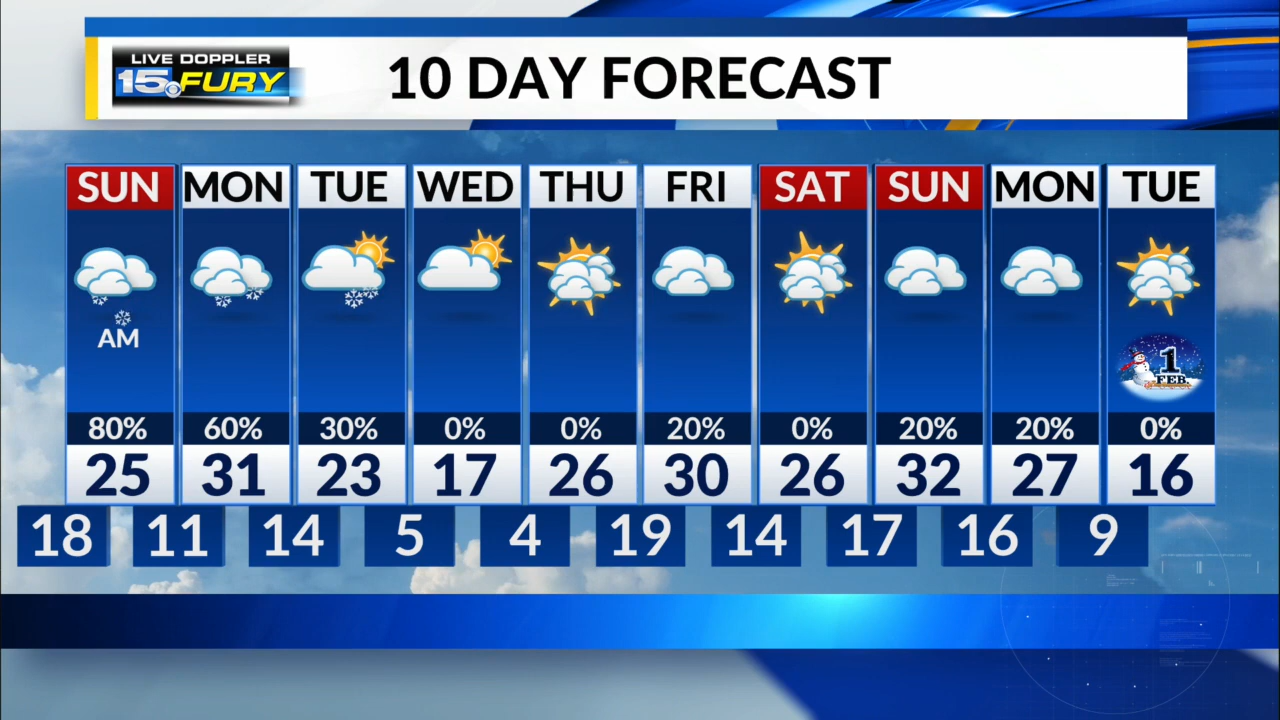 LIVE DOPPLER
15 FURY
10 DAY FORECAST
SUN MON TUE WED THU FRI SAT SUN MON TUE
AM
1
FEB.
80% 60% 30% 0% 0% 20% 0% 20% 20% 0%
25 31 23 17 26 30 26 32 27 16
18 11 14 5 4 19 14 17 16 9